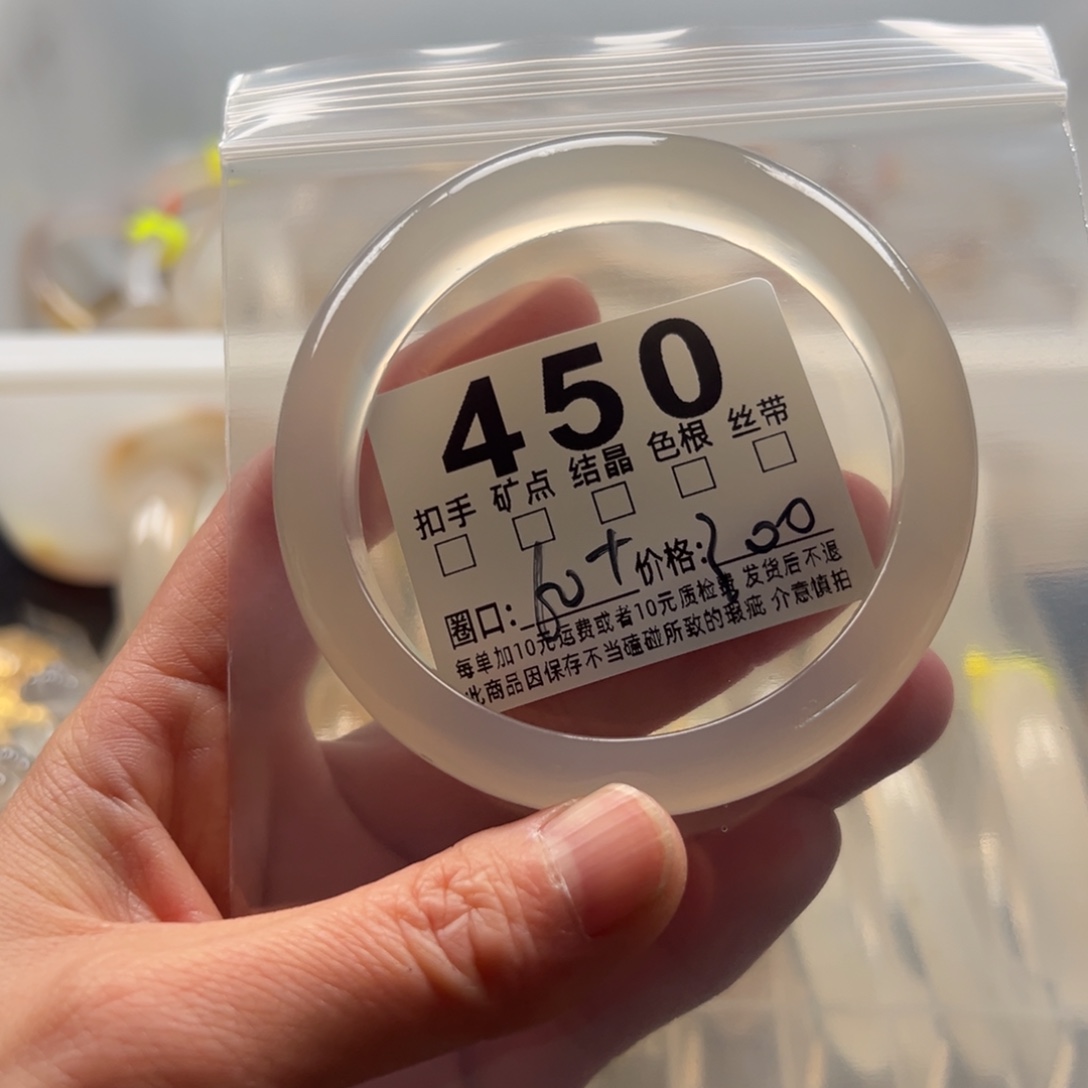 450
扣手 矿点 结晶 色根 丝带
圈口: 60+ 价格: 300
每单加10元运费或者10元质检费 发货后不退
此商品因保存不当磕碰所致的瑕疵 介意慎拍